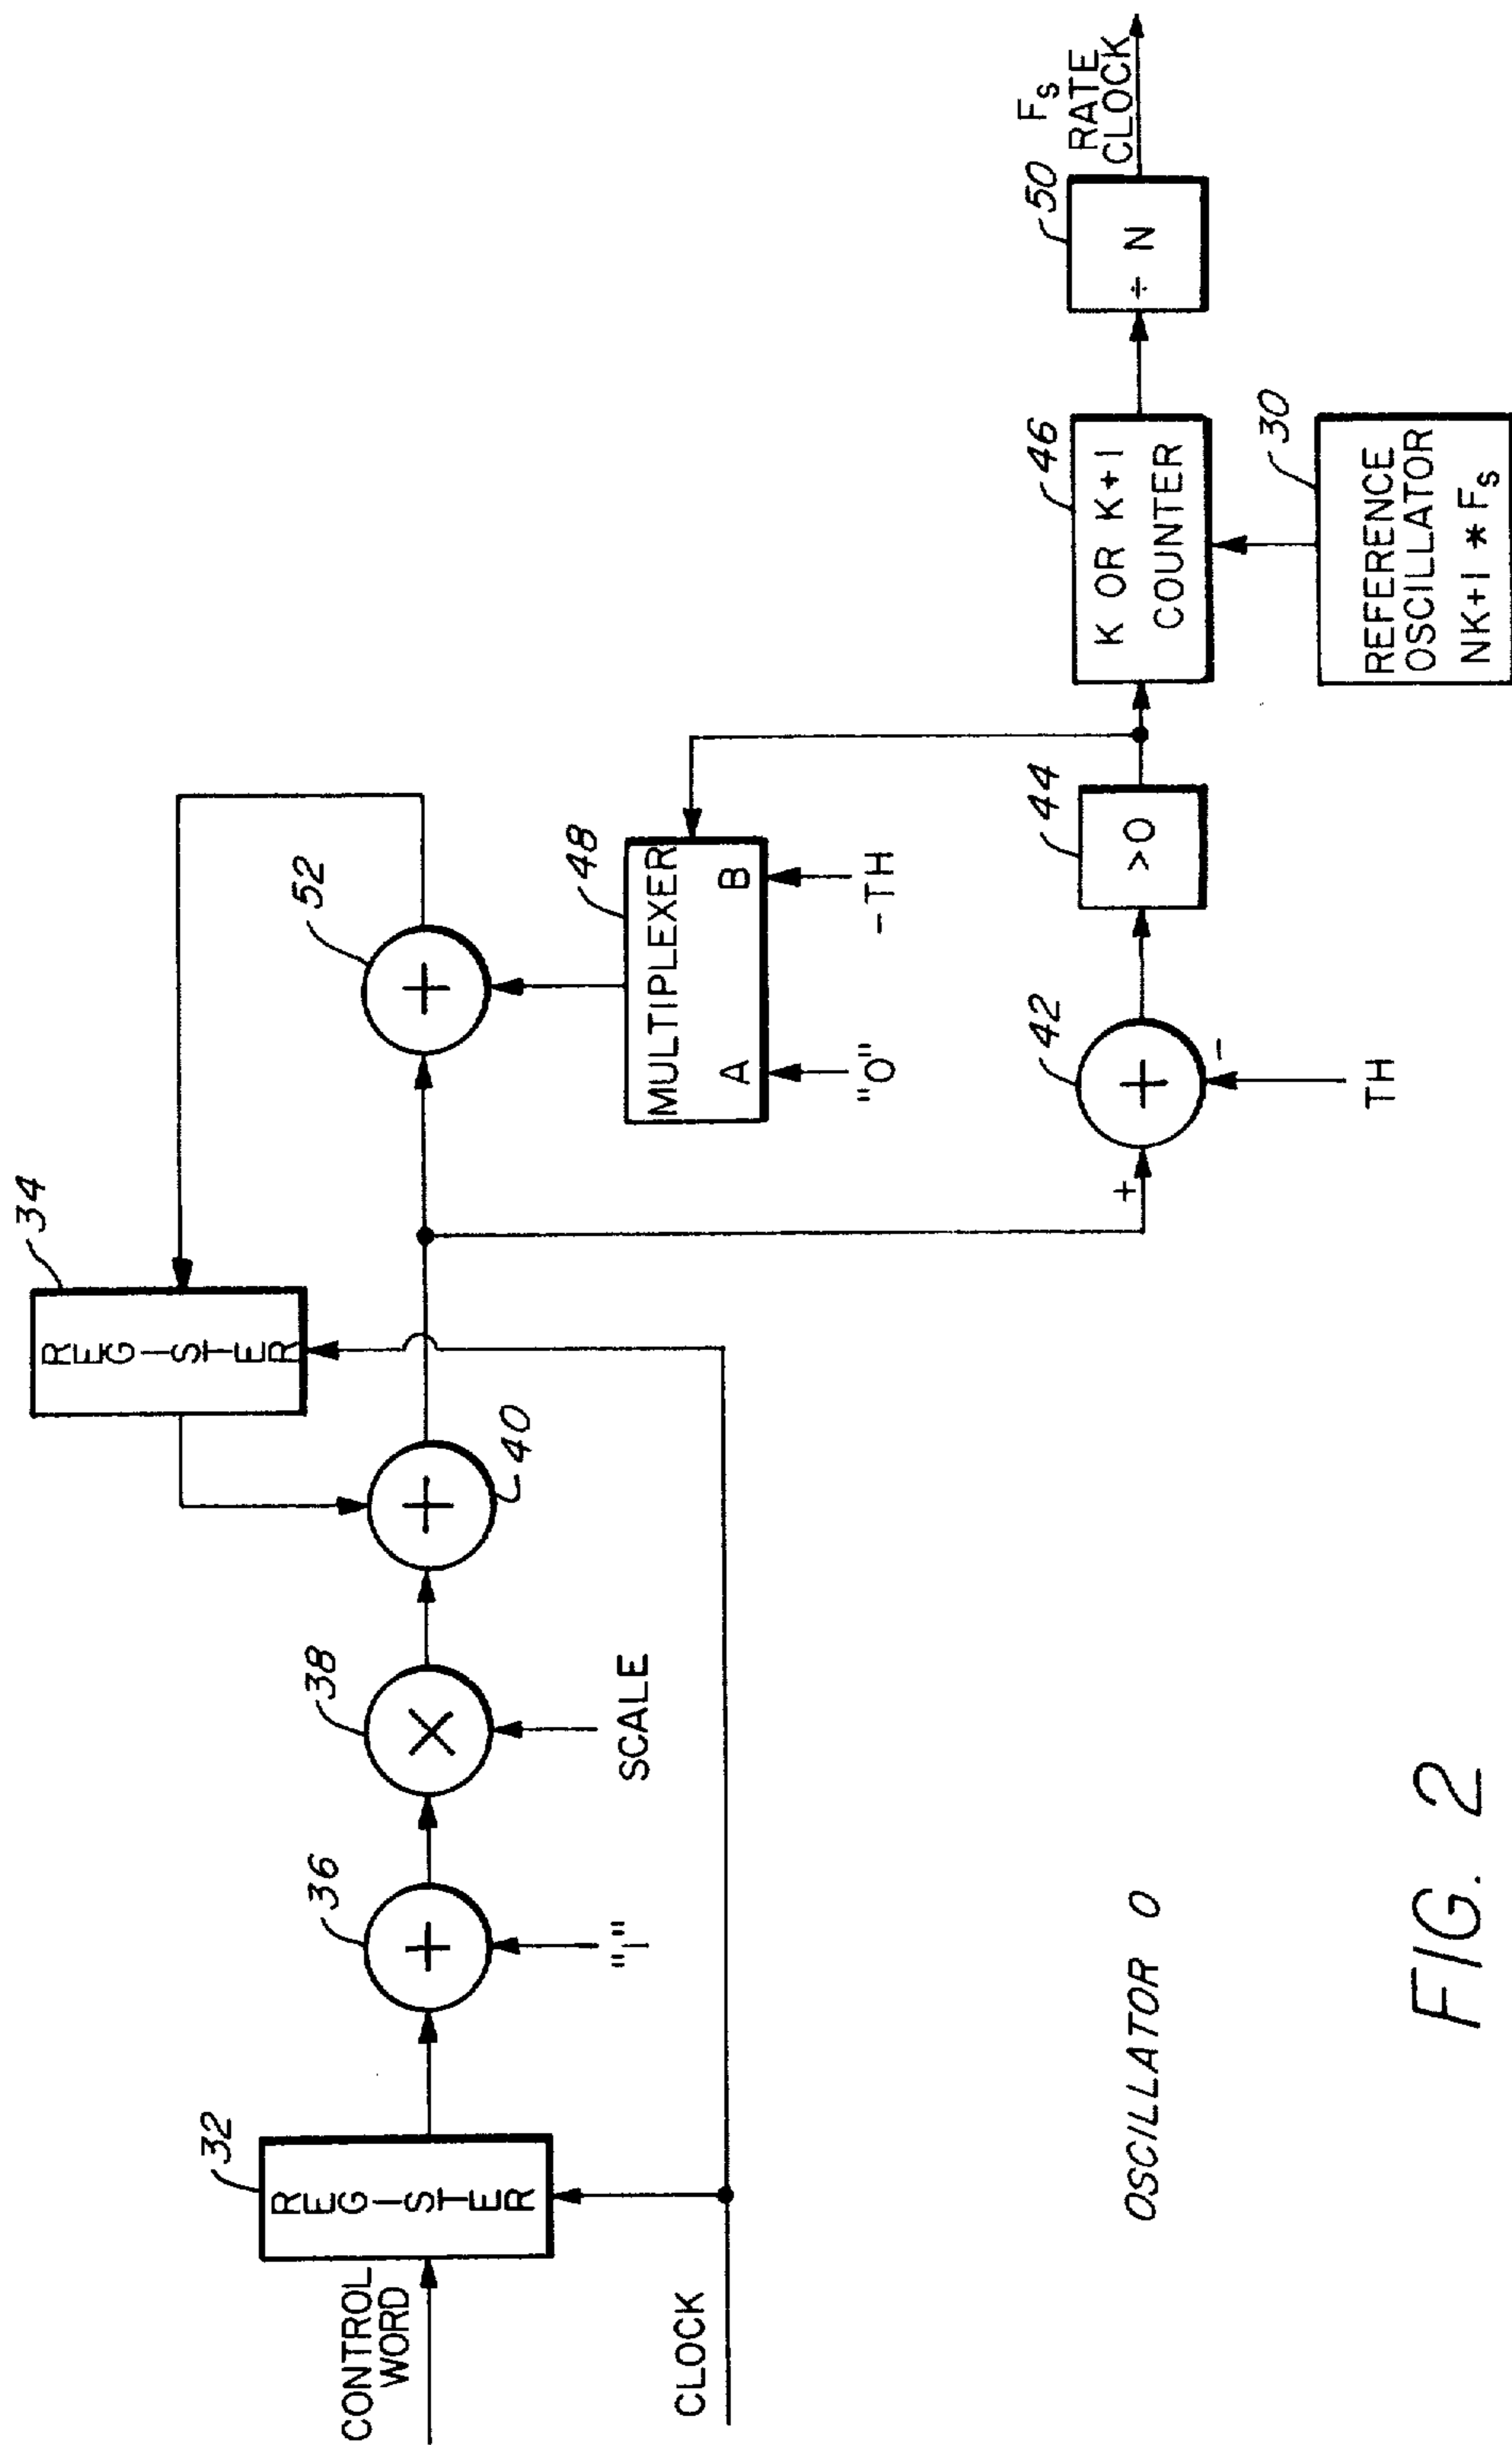 CONTROL
WORD
32
REGISTER
36
"1"
38
SCALE
40
34
REGISTER
52
48
MULTIPLEXER
A B
"0"
-TH
CLOCK
+
42
-
TH
44
>0
46
K OR K+1
COUNTER
30
REFERENCE
OSCILLATOR
NK+1 * Fs
50
÷ N
Fs
RATE
CLOCK
OSCILLATOR 0
FIG. 2